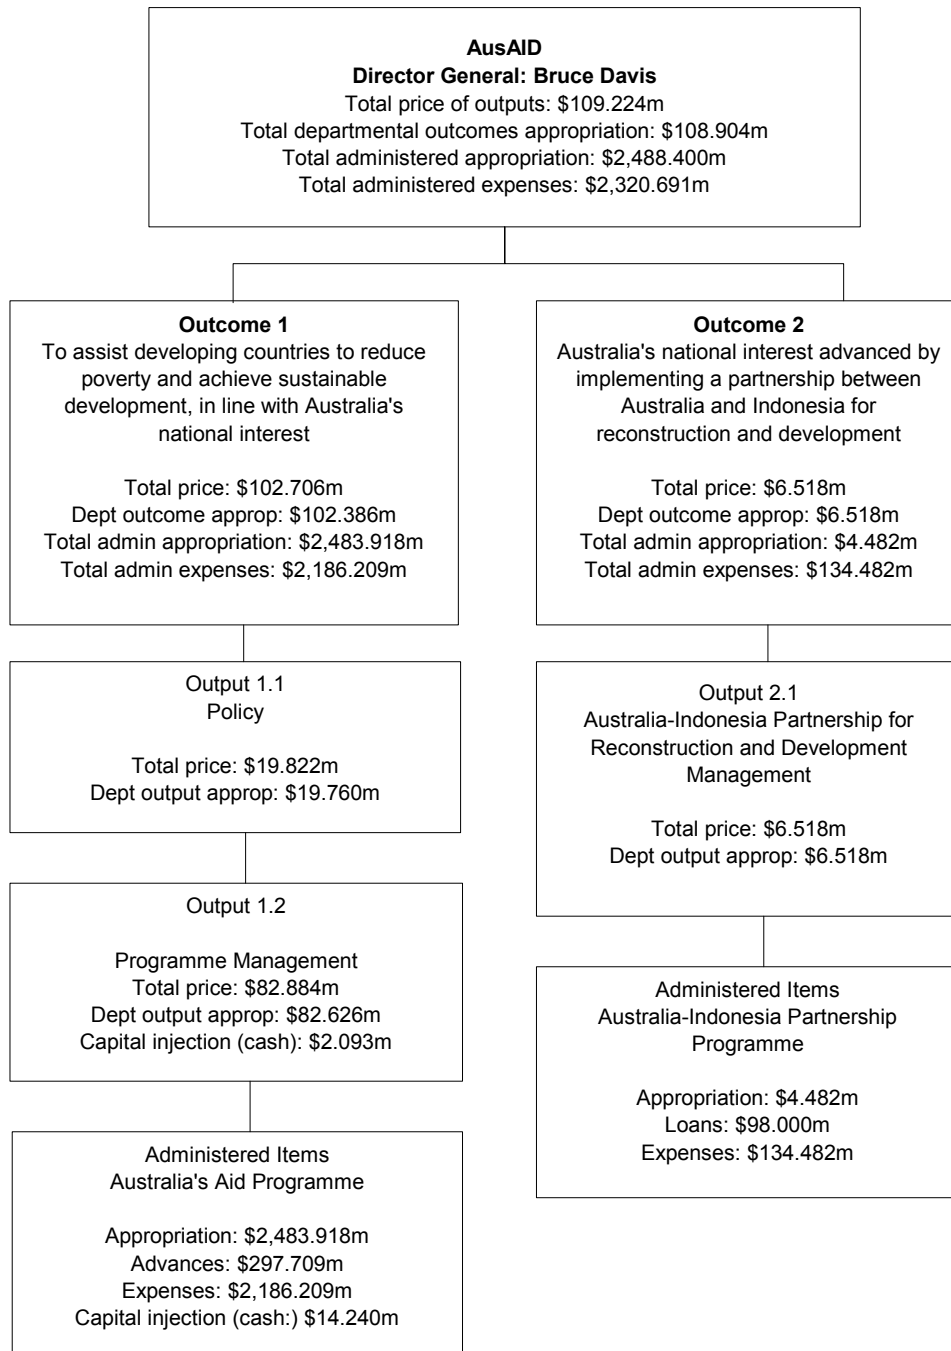 AusAID
Director General: Bruce Davis
Total price of outputs: $109.224m
Total departmental outcomes appropriation: $108.904m
Total administered appropriation: $2,488.400m
Total administered expenses: $2,320.691m
Outcome 1
To assist developing countries to reduce
poverty and achieve sustainable
development, in line with Australia's
national interest
Total price: $102.706m
Dept outcome approp: $102.386m
Total admin appropriation: $2,483.918m
Total admin expenses: $2,186.209m
Outcome 2
Australia's national interest advanced by
implementing a partnership between
Australia and Indonesia for
reconstruction and development
Total price: $6.518m
Dept outcome approp: $6.518m
Total admin appropriation: $4.482m
Total admin expenses: $134.482m
Output 1.1
Policy
Total price: $19.822m
Dept output approp: $19.760m
Output 2.1
Australia-Indonesia Partnership for
Reconstruction and Development
Management
Total price: $6.518m
Dept output approp: $6.518m
Output 1.2
Programme Management
Total price: $82.884m
Dept output approp: $82.626m
Capital injection (cash): $2.093m
Administered Items
Australia-Indonesia Partnership
Programme
Appropriation: $4.482m
Loans: $98.000m
Expenses: $134.482m
Administered Items
Australia's Aid Programme
Appropriation: $2,483.918m
Advances: $297.709m
Expenses: $2,186.209m
Capital injection (cash:) $14.240m